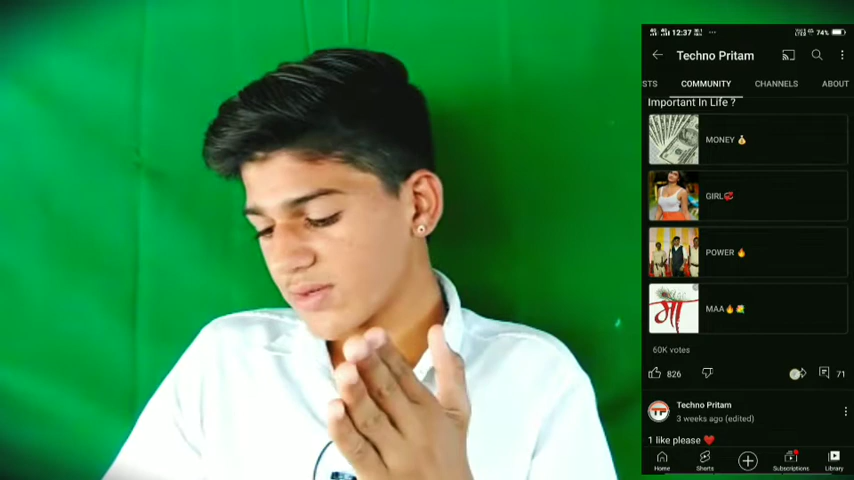 12:37
74%
Techno Pritam
STS
COMMUNITY
CHANNELS
ABOUT
Important In Life ?
MONEY 💰
GIRL💞
POWER 🔥
माँ
MAA🔥💐
60K votes
826
71
Techno Pritam
3 weeks ago (edited)
1 like please ❤️
Home
Shorts
Subscriptions
Library